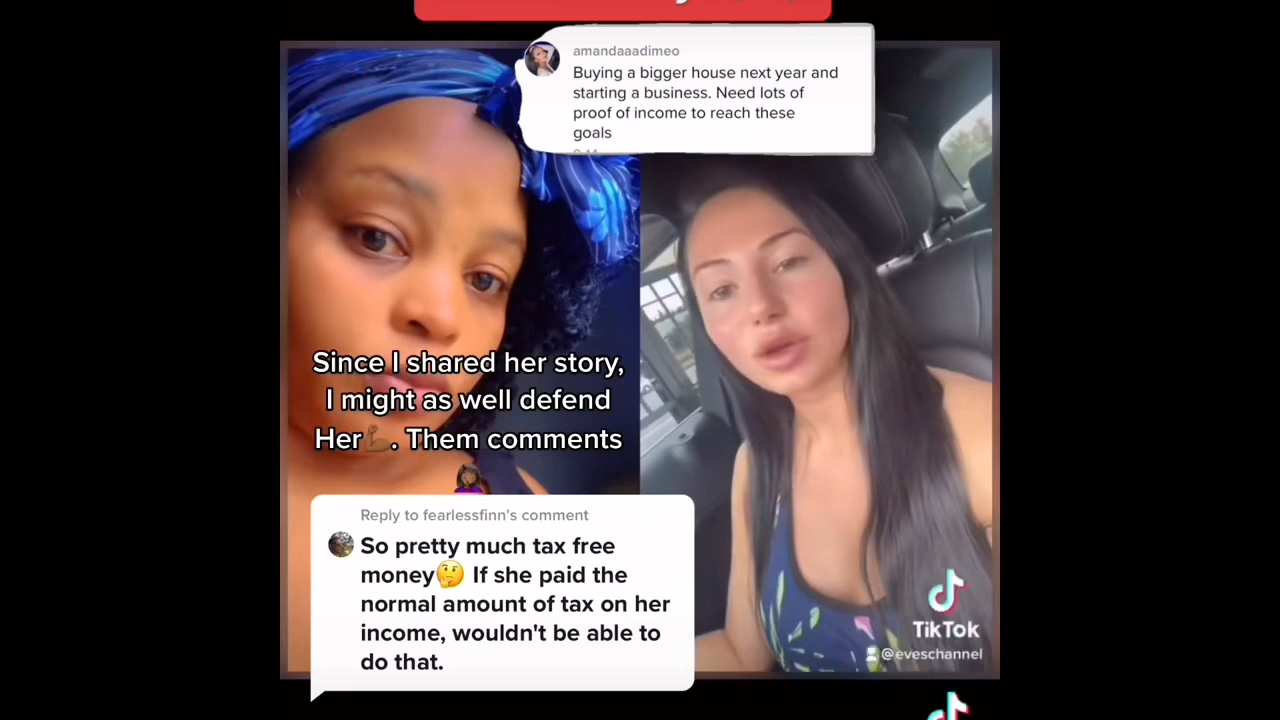 amandaaadimeo
Buying a bigger house next year and
starting a business. Need lots of
proof of income to reach these
goals
Since I shared her story,
I might as well defend
Her💪🏾. Them comments
🤦🏾‍♀️
Reply to fearlessfinn's comment
So pretty much tax free
money🤔 If she paid the
normal amount of tax on her
income, wouldn't be able to
do that.
TikTok
@eveschannel